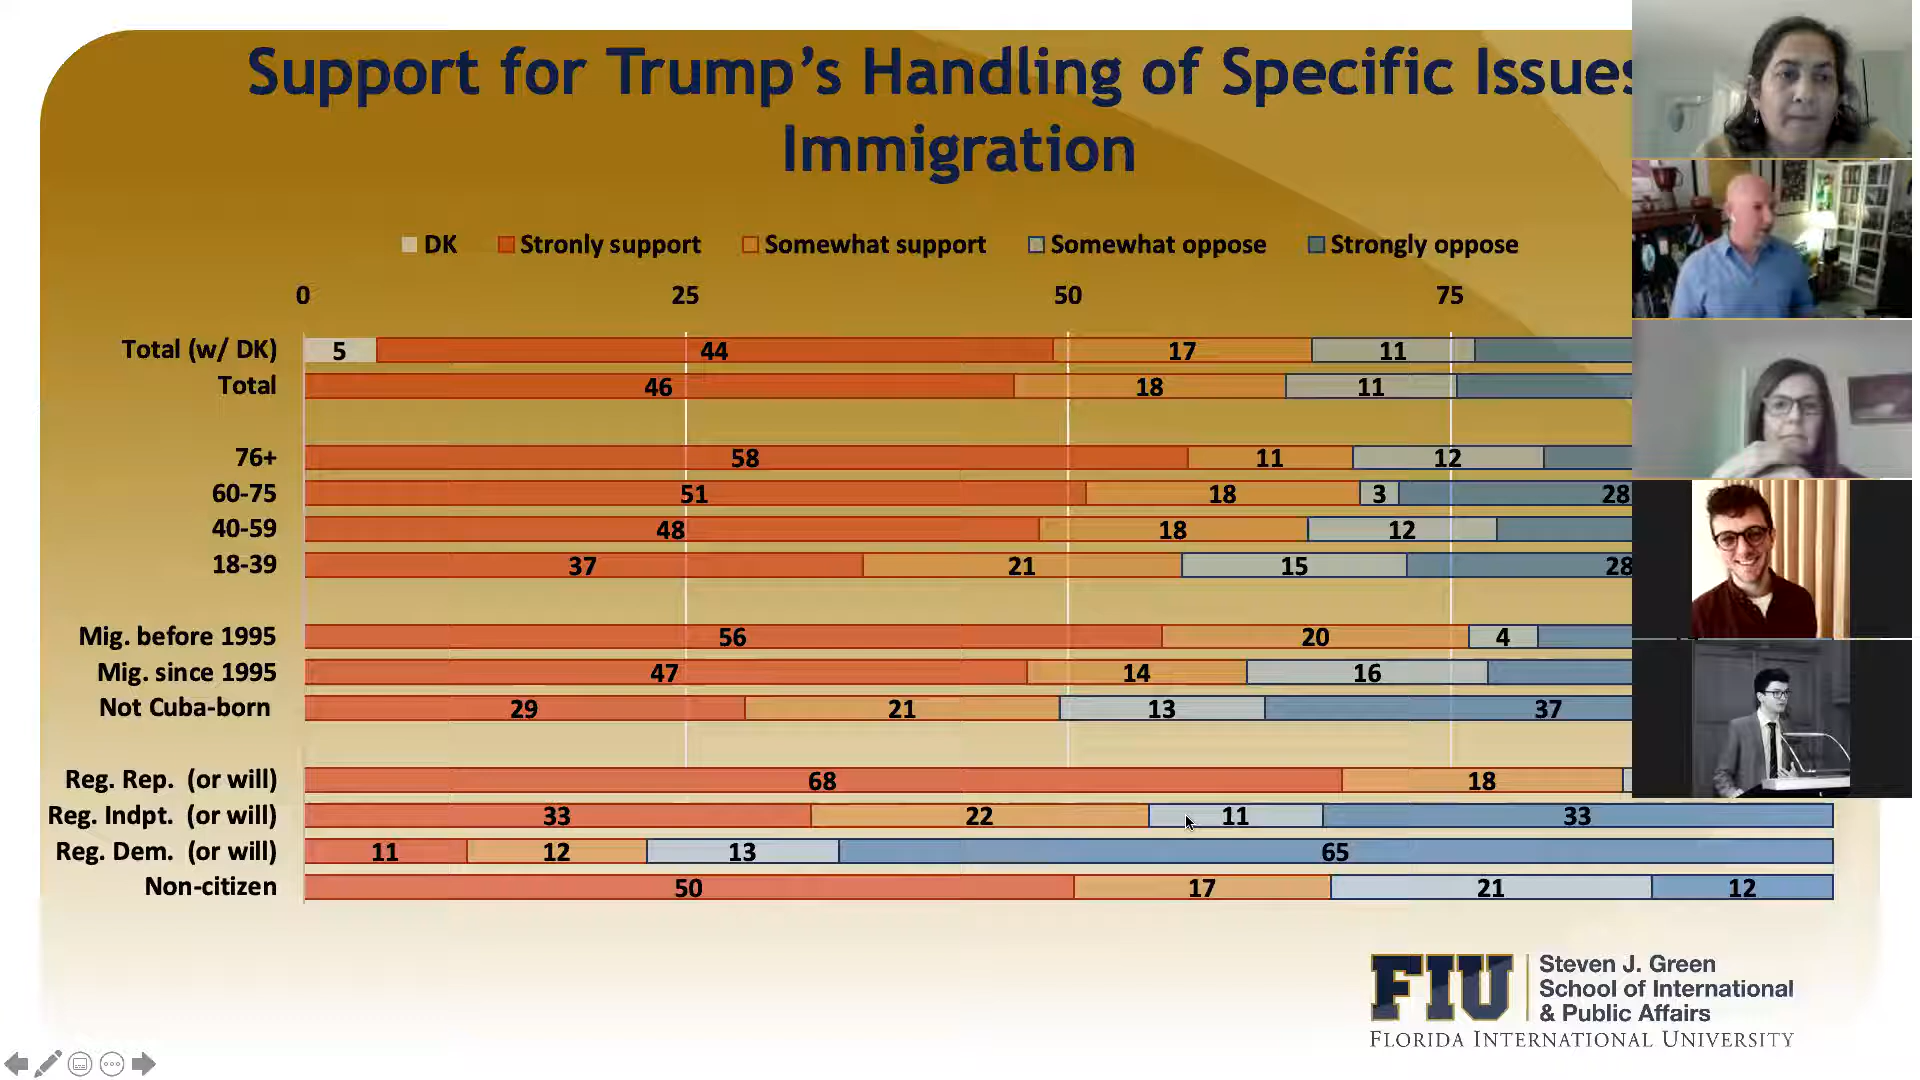 Support for Trump’s Handling of Specific Issues
Immigration
DK Stronly support Somewhat support Somewhat oppose Strongly oppose
0 25 50 75
Total (w/ DK) 5 44 17 11
Total 46 18 11
76+ 58 11 12
60-75 51 18 3 28
40-59 48 18 12
18-39 37 21 15 28
Mig. before 1995 56 20 4
Mig. since 1995 47 14 16
Not Cuba-born 29 21 13 37
Reg. Rep. (or will) 68 18
Reg. Indpt. (or will) 33 22 11 33
Reg. Dem. (or will) 11 12 13 65
Non-citizen 50 17 21 12
FIU
Steven J. Green
School of International
& Public Affairs
FLORIDA INTERNATIONAL UNIVERSITY